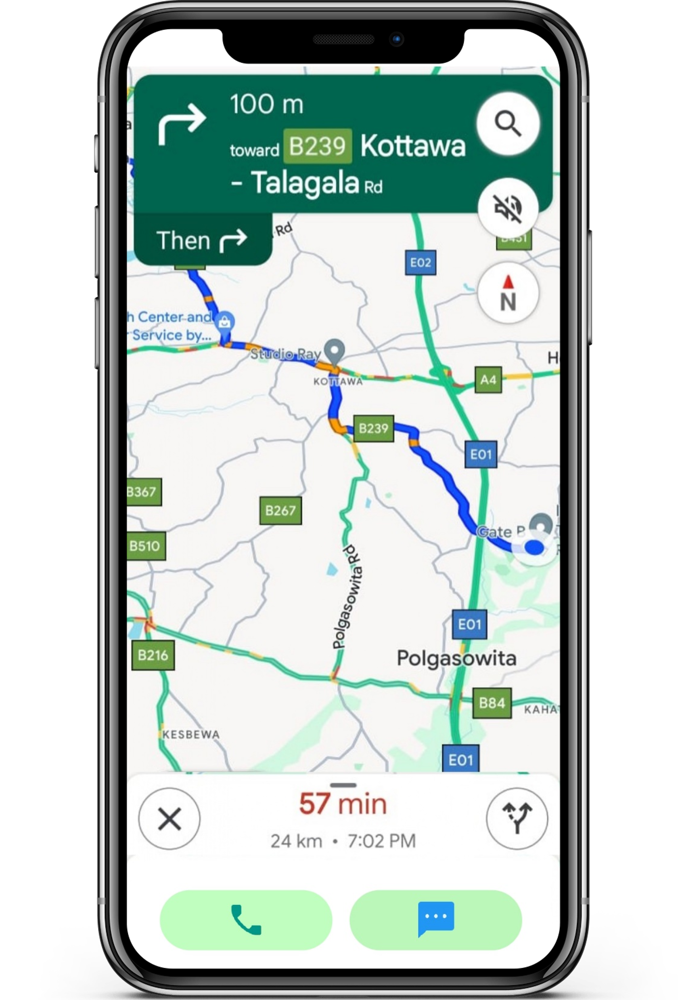 100 m
toward B239 Kottawa
- Talagala Rd
Then
Rd
E02
N
h Center and
Service by...
Studio Ray
KOTTAWA
A4
B239
E01
B367
B267
Gate B
B510
Polgasowita Rd
E01
B216
Polgasowita
B84
KAHA
KESBEWA
E01
57 min
24 km • 7:02 PM